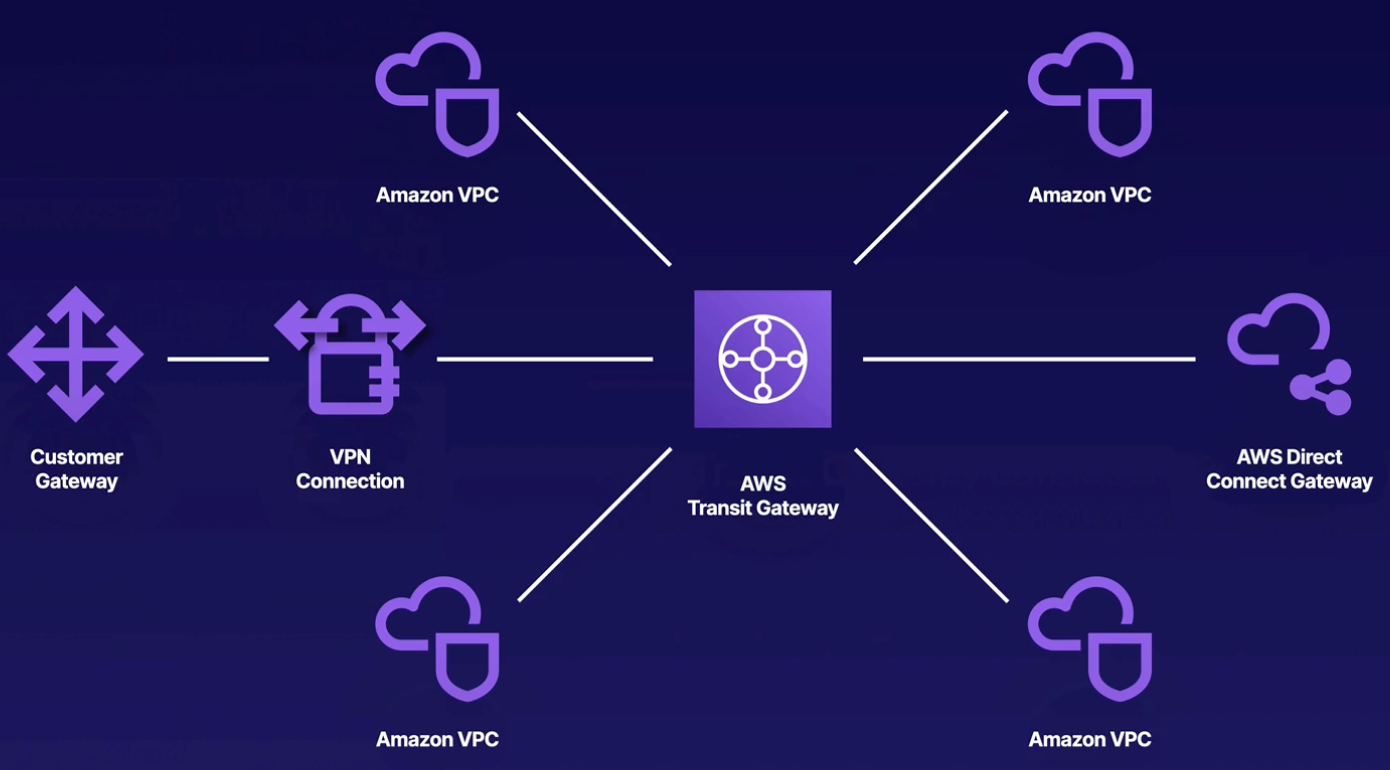 Amazon VPC
Amazon VPC
Customer
Gateway
VPN
Connection
AWS
Transit Gateway
AWS Direct
Connect Gateway
Amazon VPC
Amazon VPC